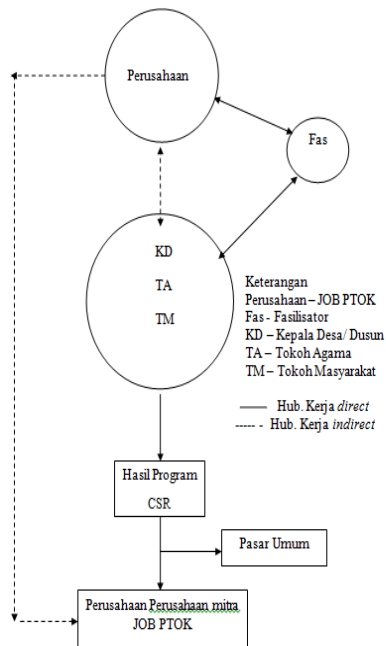 Perusahaan
Fas
KD
TA
TM
Keterangan
Perusahaan – JOB PTOK
Fas - Fasilisator
KD – Kepala Desa/ Dusun
TA – Tokoh Agama
TM – Tokoh Masyarakat
Hub. Kerja direct
Hub. Kerja indirect
Hasil Program
CSR
Pasar Umum
Perusahaan Perusahaan mitra
JOB PTOK